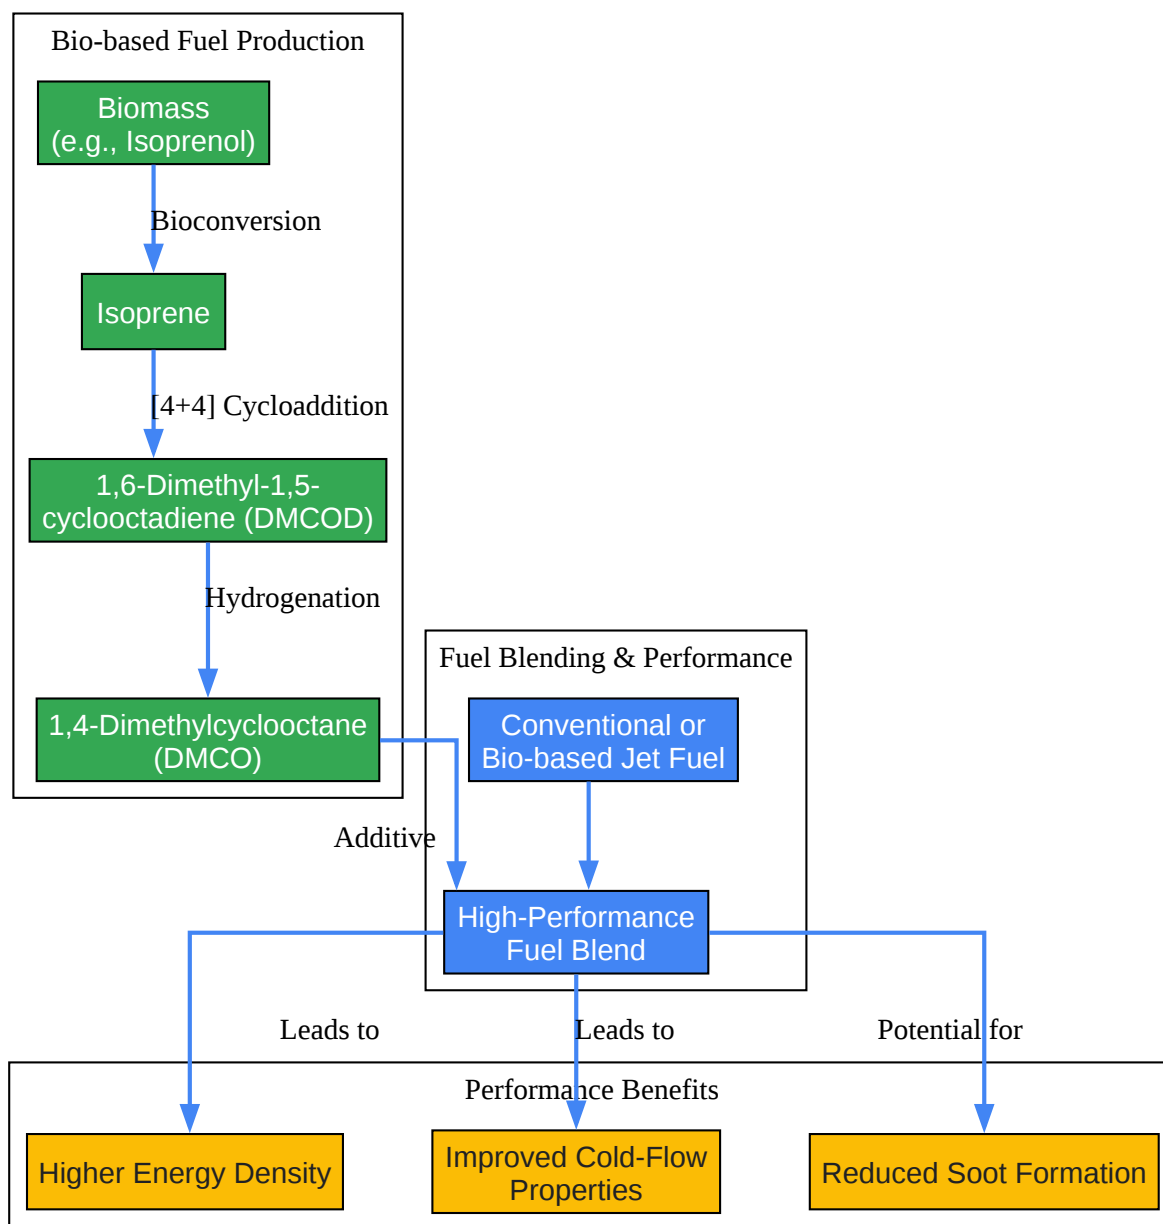 Bio-based Fuel Production
Biomass
(e.g., Isoprenol)
Bioconversion
Isoprene
[4+4] Cycloaddition
1,6-Dimethyl-1,5-
cyclooctadiene (DMCOD)
Hydrogenation
1,4-Dimethylcyclooctane
(DMCO)
Additive
Fuel Blending & Performance
Conventional or
Bio-based Jet Fuel
High-Performance
Fuel Blend
Leads to
Leads to
Potential for
Performance Benefits
Higher Energy Density
Improved Cold-Flow
Properties
Reduced Soot Formation